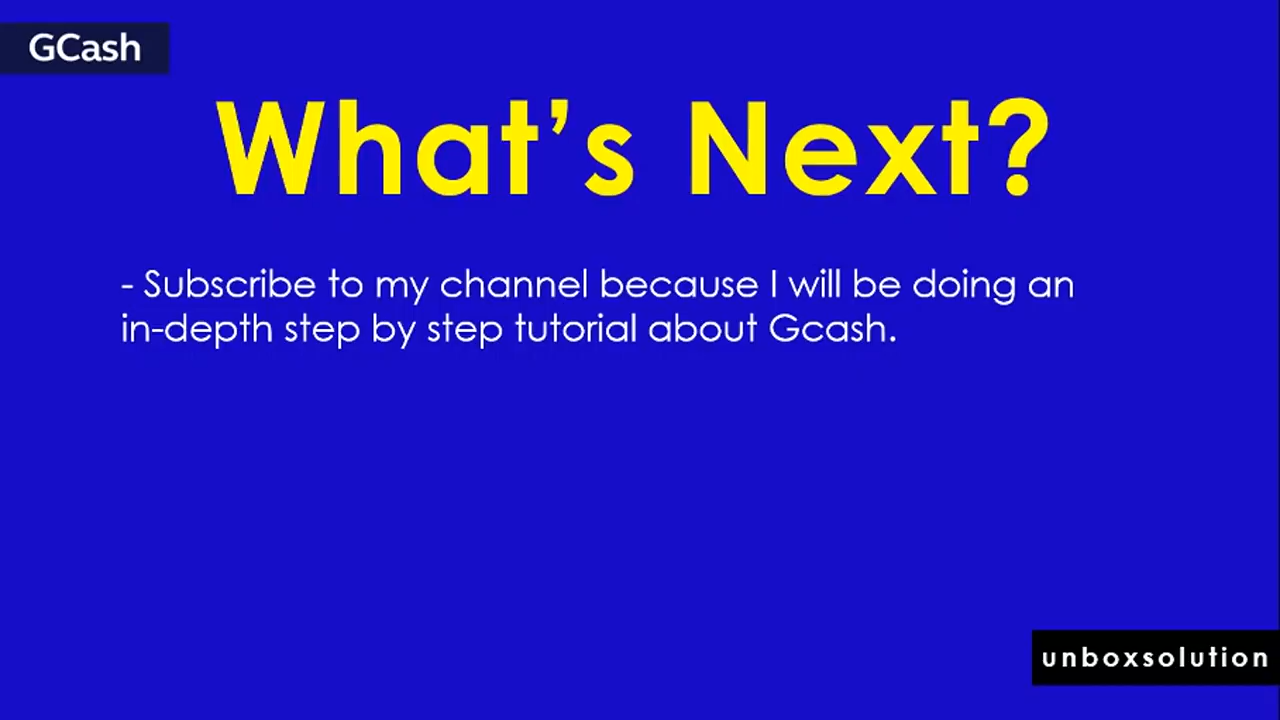 GCash
What’s Next?
- Subscribe to my channel because I will be doing an
in-depth step by step tutorial about Gcash.
unboxsolution